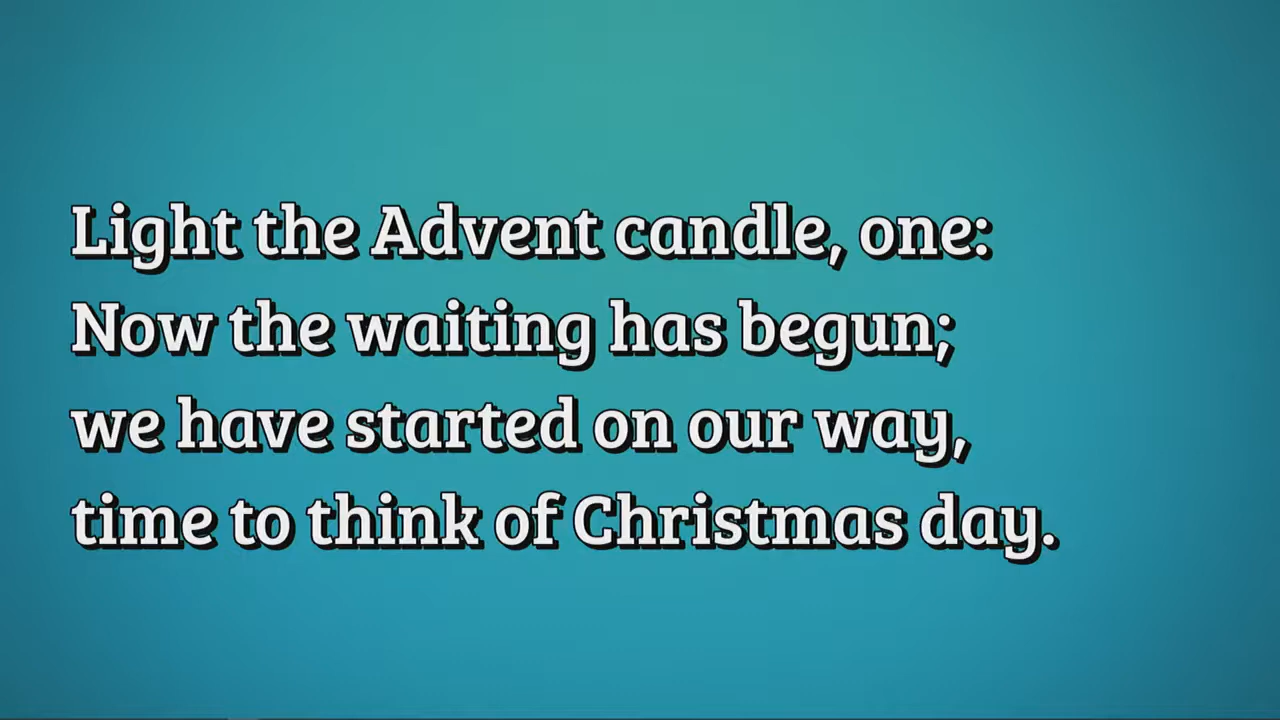 Light the Advent candle, one:
Now the waiting has begun;
we have started on our way,
time to think of Christmas day.